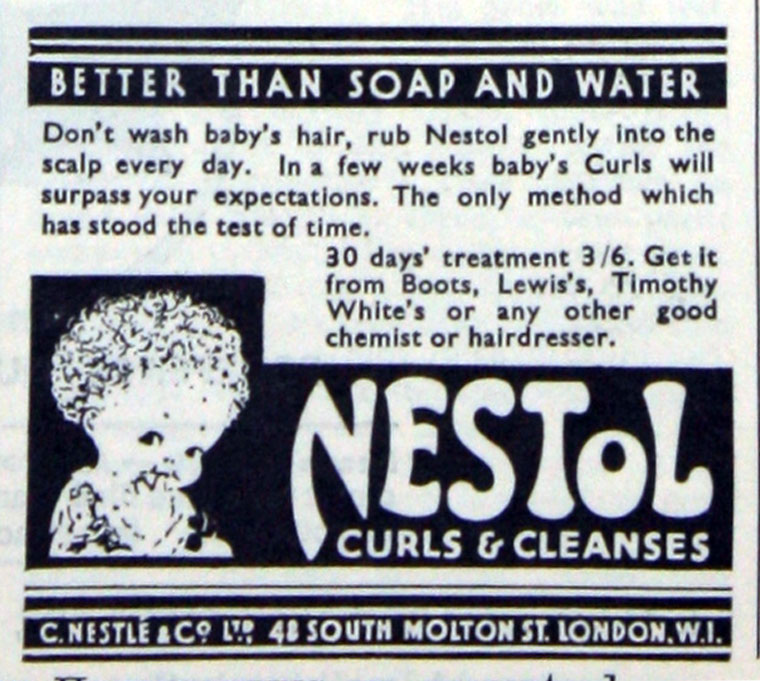 BETTER THAN SOAP AND WATER
Don't wash baby's hair, rub Nestol gently into the
scalp every day. In a few weeks baby's Curls will
surpass your expectations. The only method which
has stood the test of time.
30 days' treatment 3/6. Get it
from Boots, Lewis's, Timothy
White's or any other good
chemist or hairdresser.
NESToL
CURLS & CLEANSES
C. NESTLÉ & Cº LTD. 48 SOUTH MOLTON ST. LONDON. W.I.